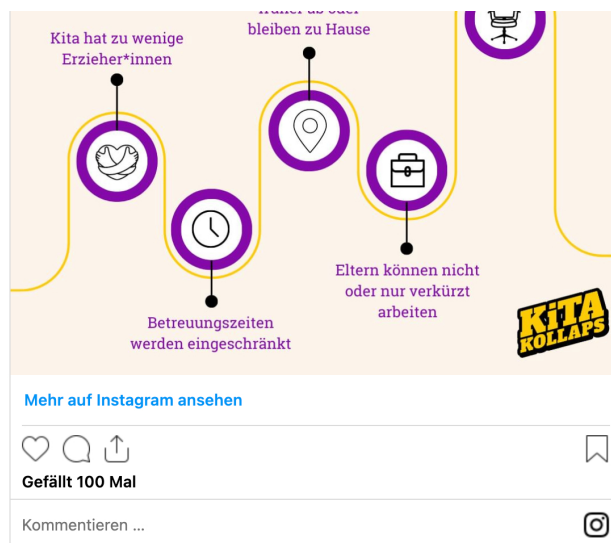 Kita hat zu wenige
Erzieher*innen
bleiben zu Hause
Betreuungszeiten
werden eingeschränkt
Eltern können nicht
oder nur verkürzt
arbeiten
KiTA
KOLLAPS
Mehr auf Instagram ansehen
Gefällt 100 Mal
Kommentieren ...